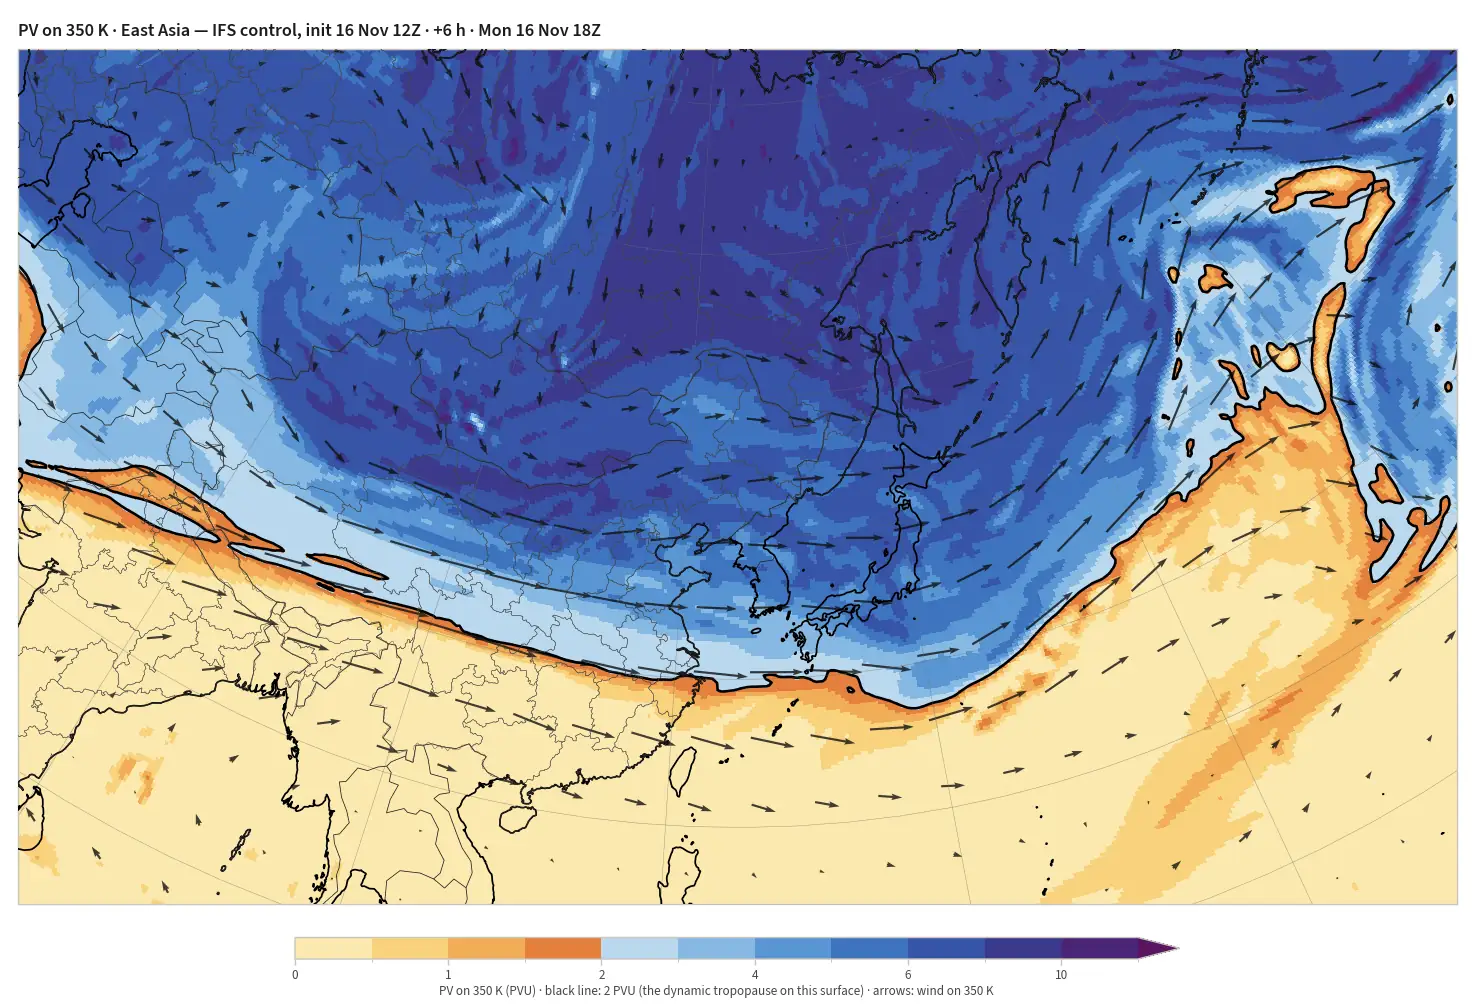 PV on 350 K · East Asia — IFS control, init 16 Nov 12Z · +6 h · Mon 16 Nov 18Z
0 1 2 4 6 10
PV on 350 K (PVU) · black line: 2 PVU (the dynamic tropopause on this surface) · arrows: wind on 350 K